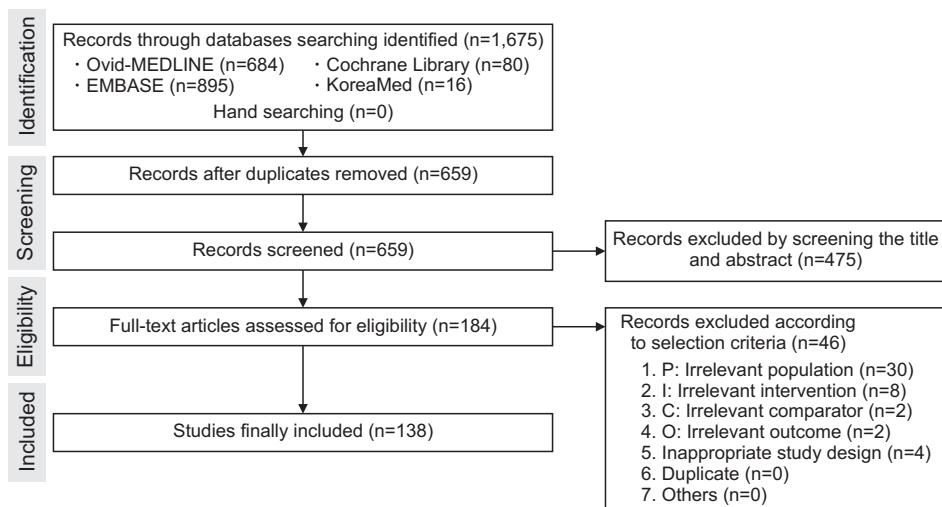 Identification
Records through databases searching identified (n=1,675)
· Ovid-MEDLINE (n=684) · Cochrane Library (n=80)
· EMBASE (n=895) · KoreaMed (n=16)
Hand searching (n=0)
Screening
Records after duplicates removed (n=659)
Records screened (n=659)
Records excluded by screening the title
and abstract (n=475)
Eligibility
Full-text articles assessed for eligibility (n=184)
Records excluded according
to selection criteria (n=46)
1. P: Irrelevant population (n=30)
2. I: Irrelevant intervention (n=8)
3. C: Irrelevant comparator (n=2)
4. O: Irrelevant outcome (n=2)
5. Inappropriate study design (n=4)
6. Duplicate (n=0)
7. Others (n=0)
Included
Studies finally included (n=138)